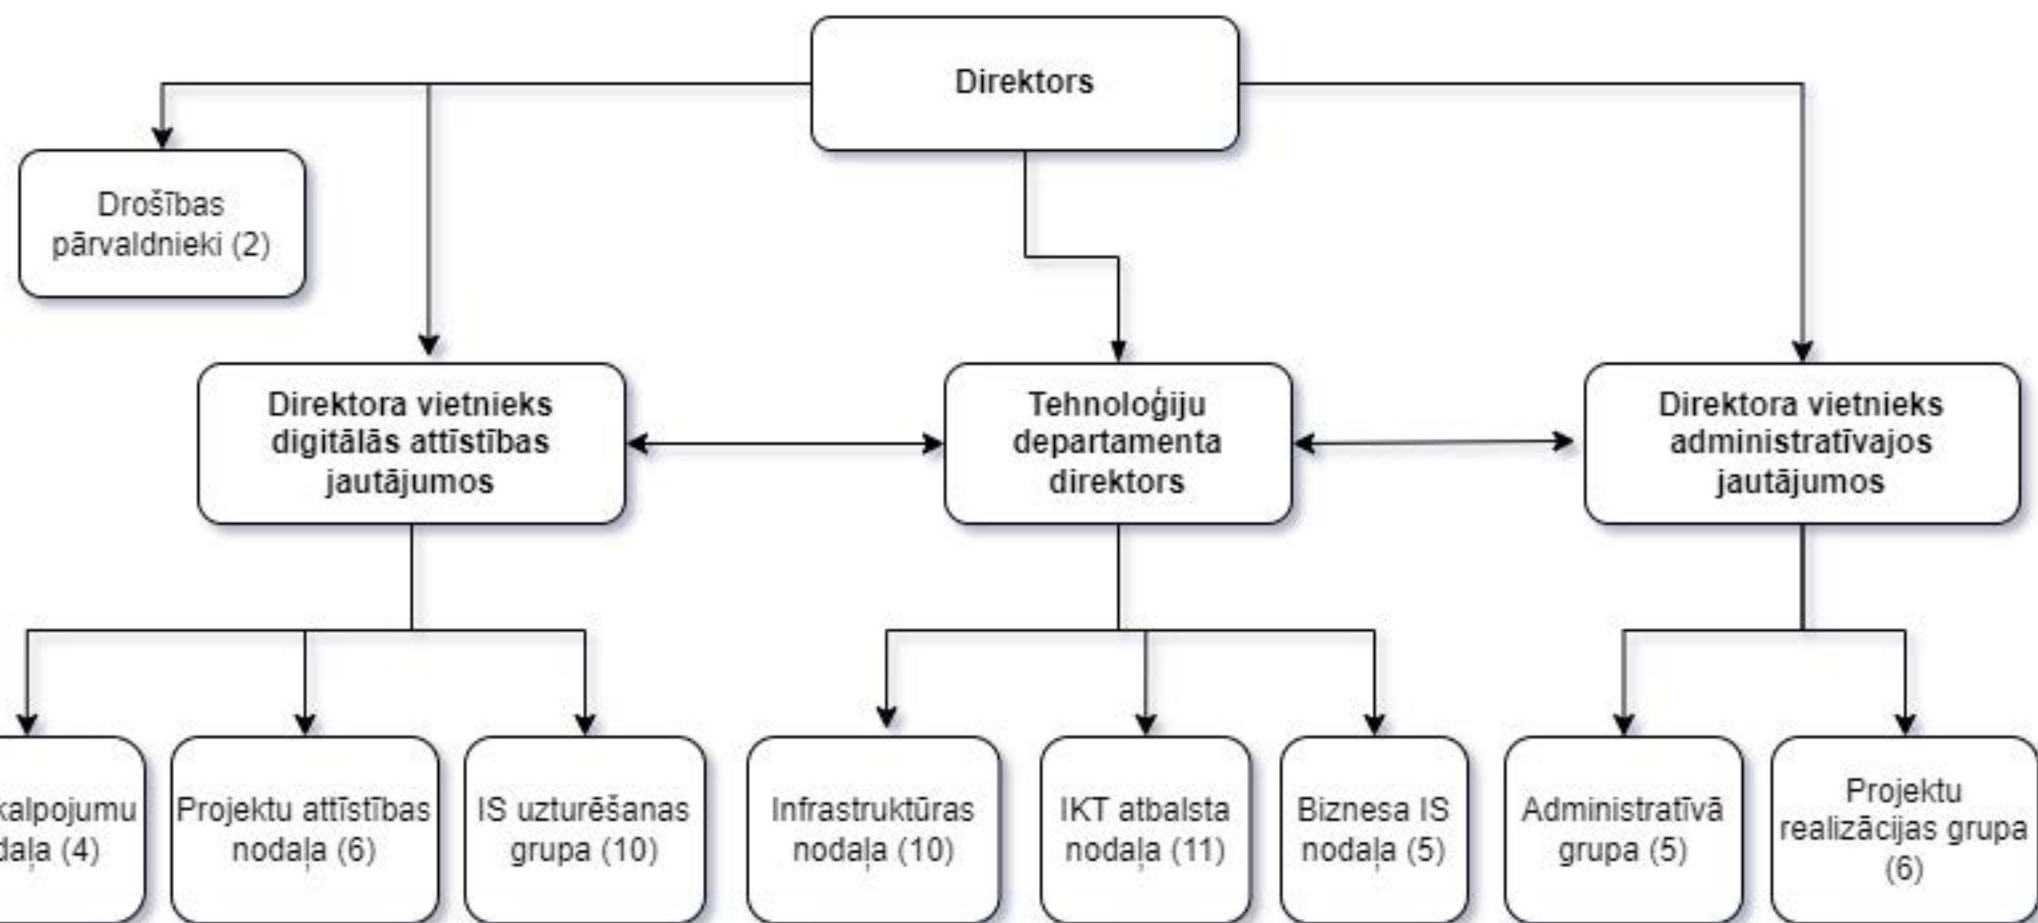 Direktors
Drošības
pārvaldnieki (2)
Direktora vietnieks
digitālās attīstības
jautājumos
Tehnoloģiju
departamenta
direktors
Direktora vietnieks
administratīvajos
jautājumos
(4)
Projektu attīstības
nodaļa (6)
IS uzturēšanas
grupa (10)
Infrastruktūras
nodaļa (10)
IKT atbalsta
nodaļa (11)
Biznesa IS
nodaļa (5)
Administratīvā
grupa (5)
Projektu
realizācijas grupa
(6)